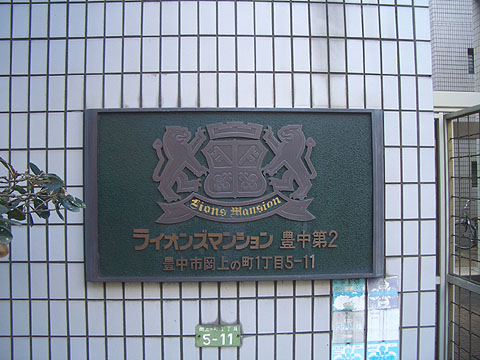 Lions Mansion
ライオンズマンション 豊中第2
豊中市岡上の町1丁目5-11
5-11